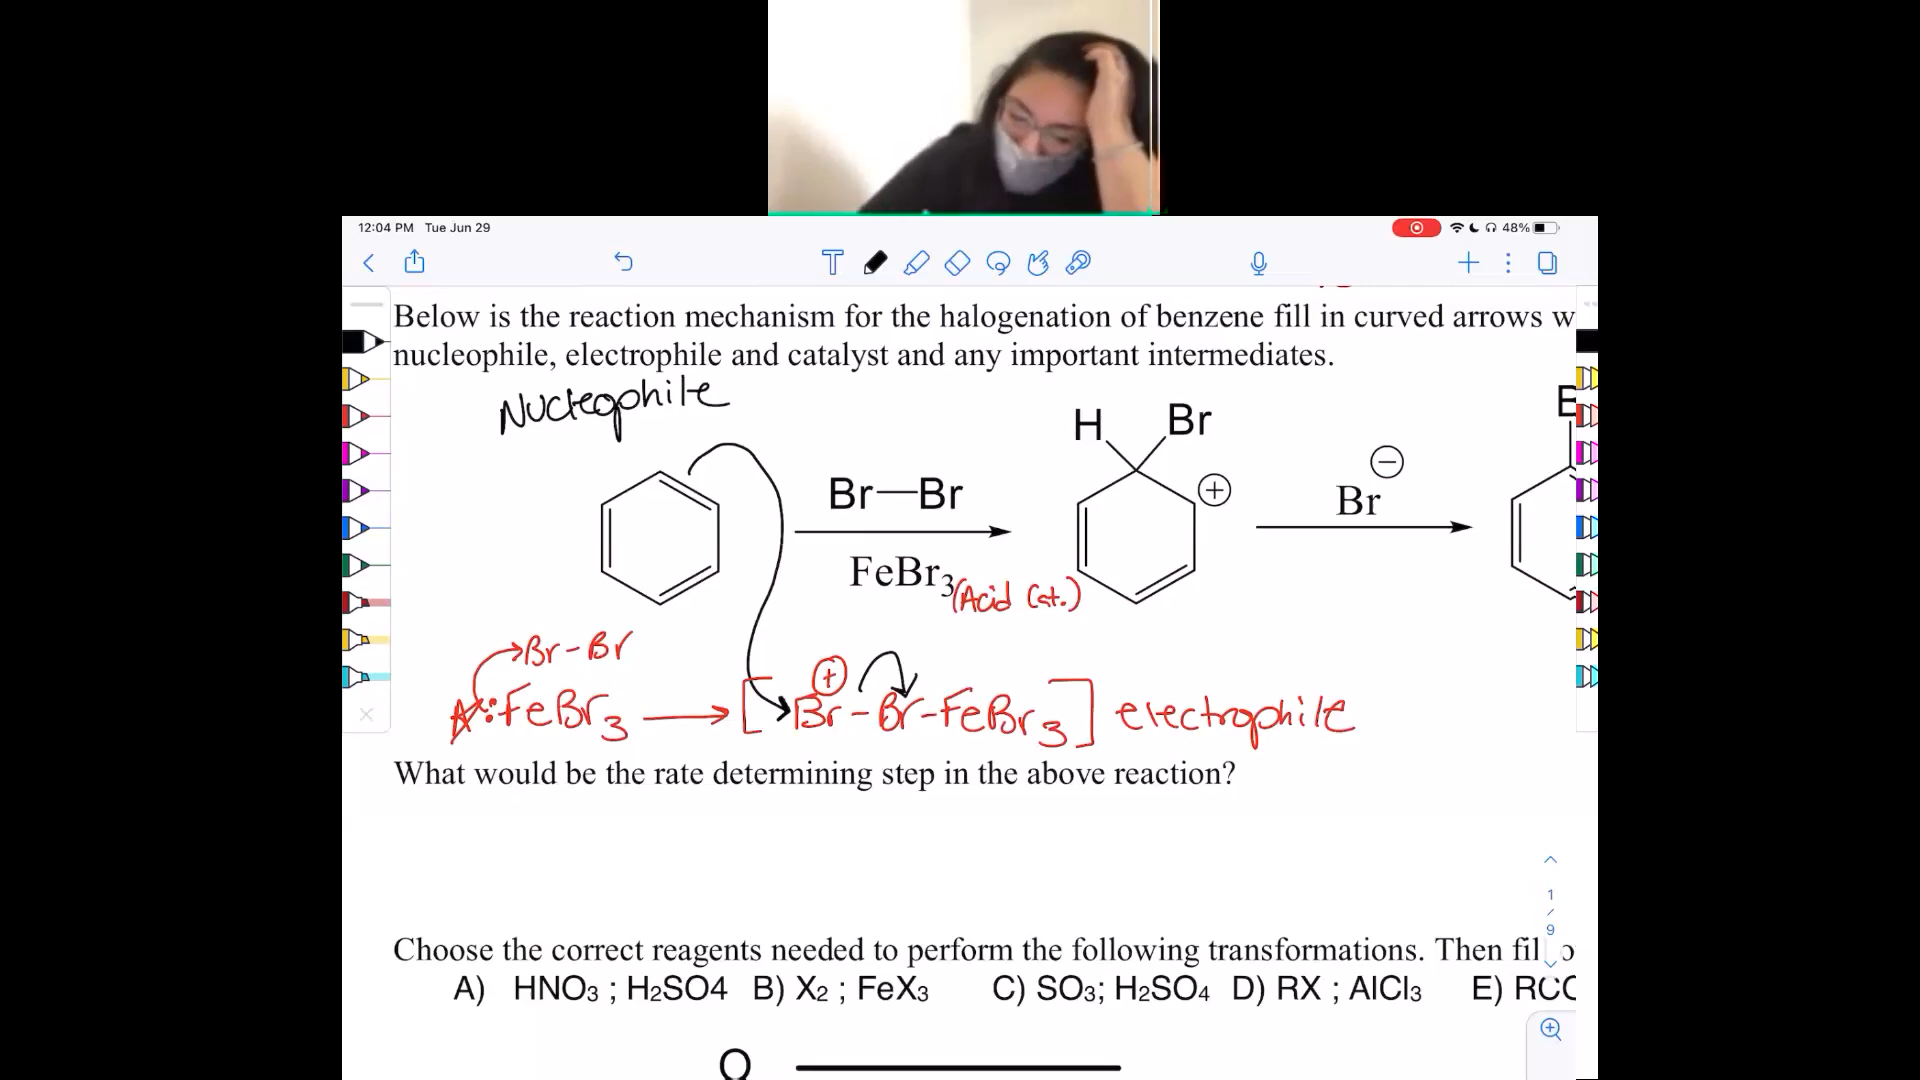 12:04 PM Tue Jun 29
48%
T
Below is the reaction mechanism for the halogenation of benzene fill in curved arrows w
nucleophile, electrophile and catalyst and any important intermediates.
Nucleophile
H Br
Br—Br
+
−
Br
FeBr3 (Acid Cat.)
Br-Br
+
FeBr3 → [Br-Br-FeBr3] electrophile
What would be the rate determining step in the above reaction?
1
/
9
Choose the correct reagents needed to perform the following transformations. Then fil
A) HNO3 ; H2SO4 B) X2 ; FeX3 C) SO3; H2SO4 D) RX ; AlCl3 E)
O